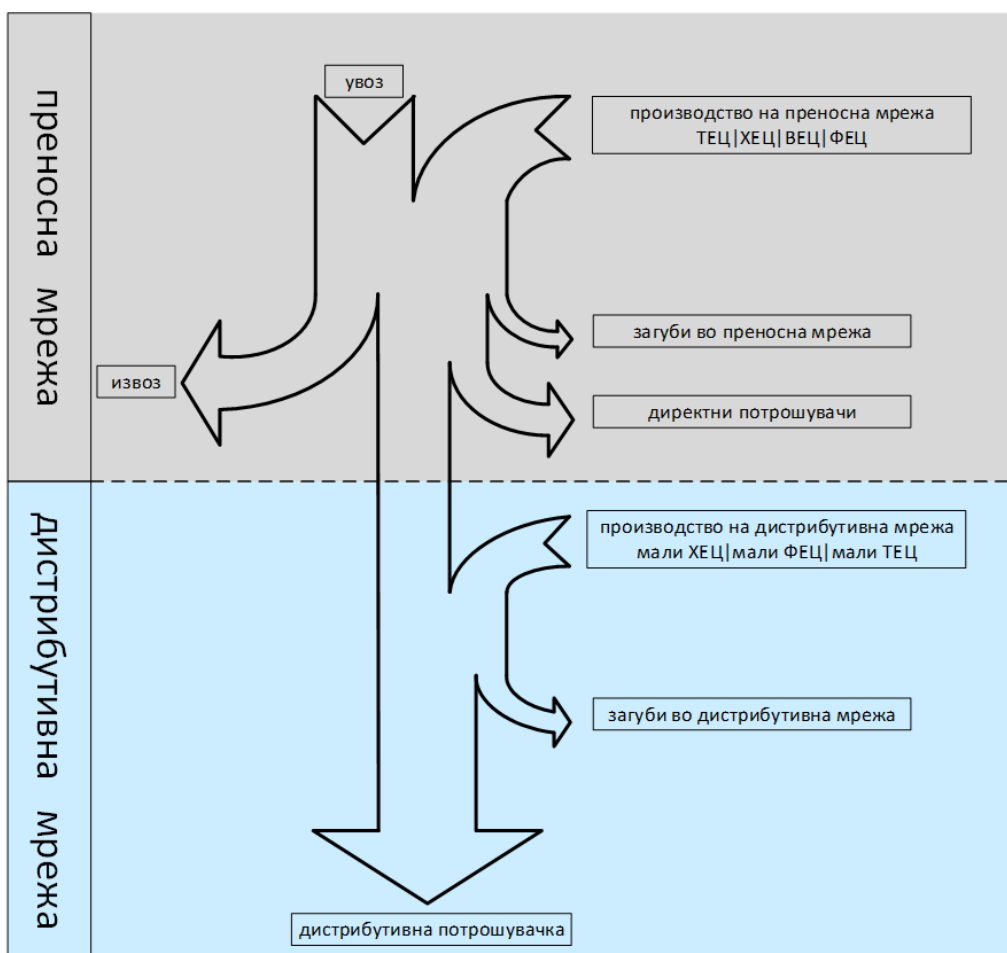 преносна мрежа
увоз
производство на преносна мрежа
ТЕЦ|ХЕЦ|ВЕЦ|ФЕЦ
загуби во преносна мрежа
извоз
директни потрошувачи
дистрибутивна мрежа
производство на дистрибутивна мрежа
мали ХЕЦ|мали ФЕЦ|мали ТЕЦ
загуби во дистрибутивна мрежа
дистрибутивна потрошувачка